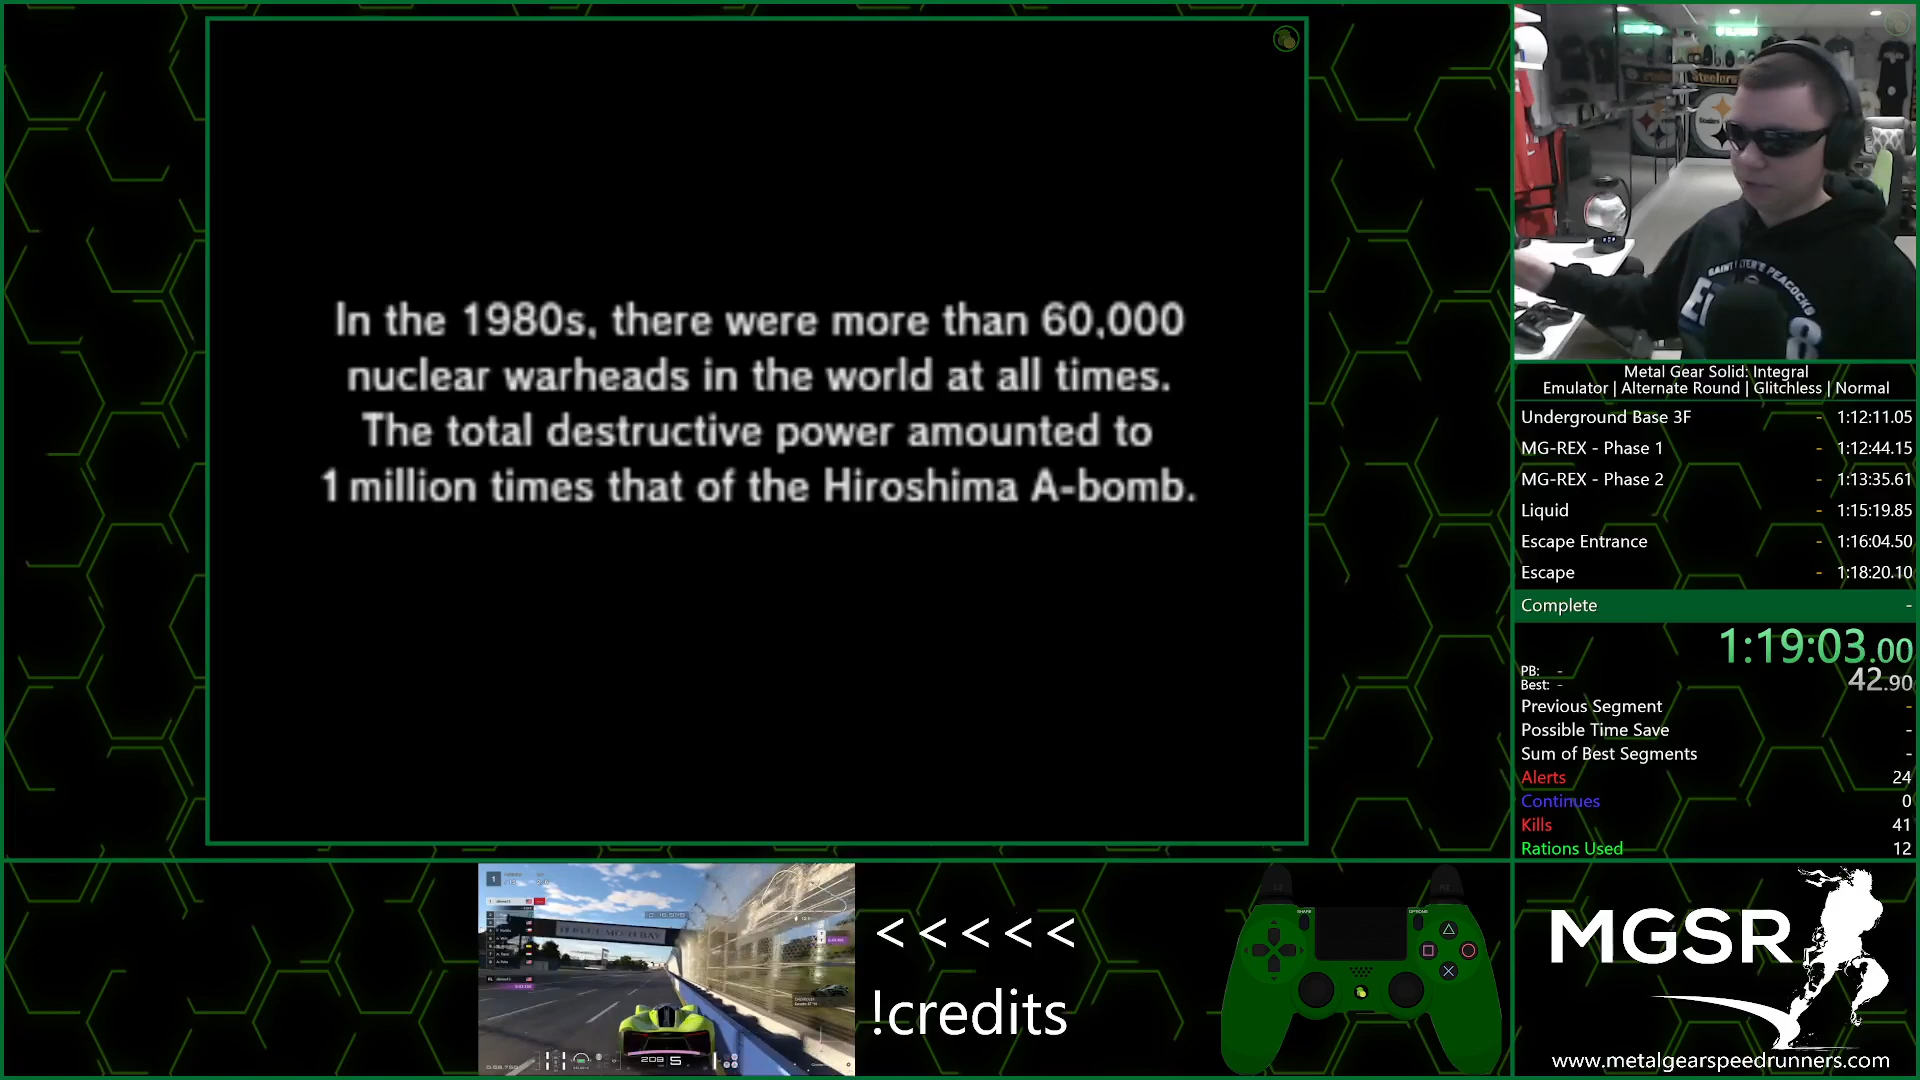 In the 1980s, there were more than 60,000
nuclear warheads in the world at all times.
The total destructive power amounted to
1 million times that of the Hiroshima A-bomb.
Steelers
Metal Gear Solid: Integral
Emulator | Alternate Round | Glitchless | Normal
Underground Base 3F - 1:12:11.05
MG-REX - Phase 1 - 1:12:44.15
MG-REX - Phase 2 - 1:13:35.61
Liquid - 1:15:19.85
Escape Entrance - 1:16:04.50
Escape - 1:18:20.10
Complete -
1:19:03.00
PB: -
42.90
Best: -
Previous Segment -
Possible Time Save -
Sum of Best Segments -
Alerts 24
Continues 0
Kills 41
Rations Used 12
< < < < <
!credits
208 5
SHARE
OPTIONS
MGSR
www.metalgearspeedrunners.com